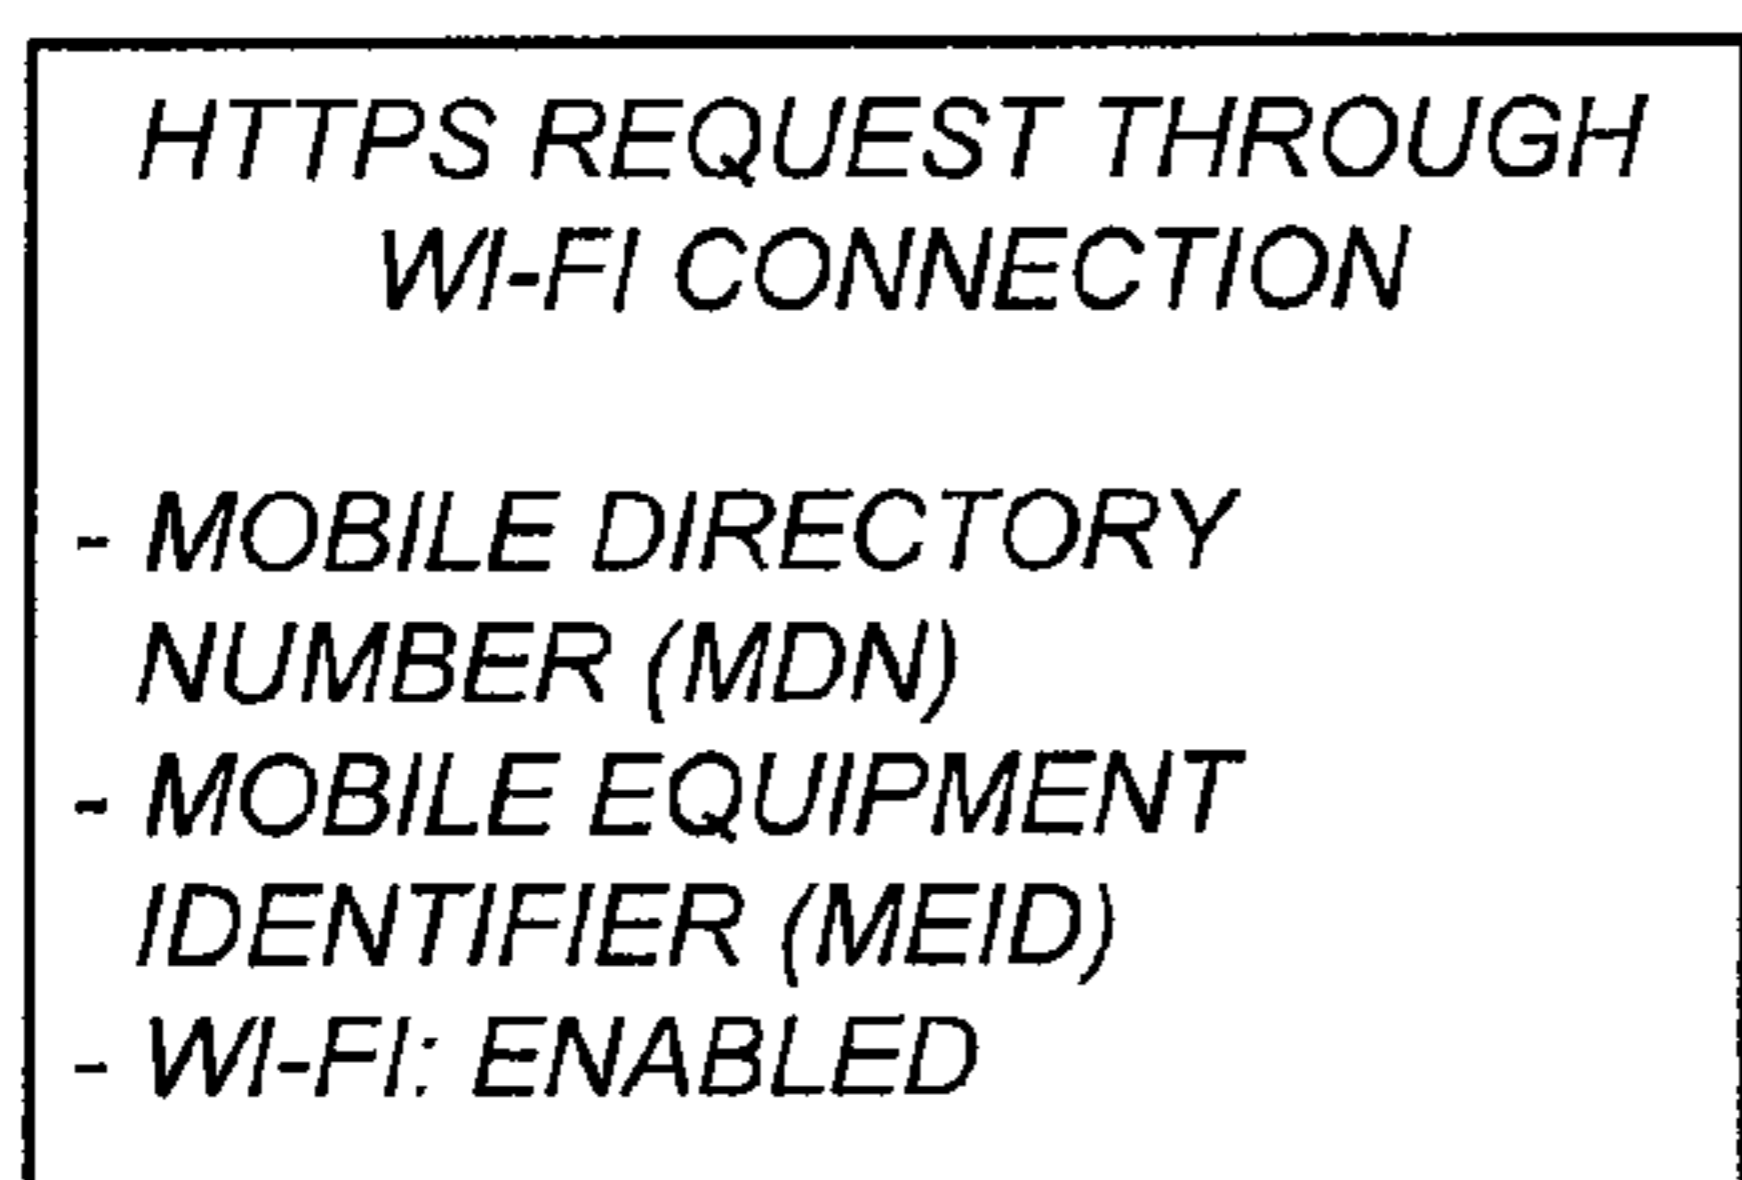 HTTPS REQUEST THROUGH
WI-FI CONNECTION
- MOBILE DIRECTORY
NUMBER (MDN)
- MOBILE EQUIPMENT
IDENTIFIER (MEID)
- WI-FI: ENABLED